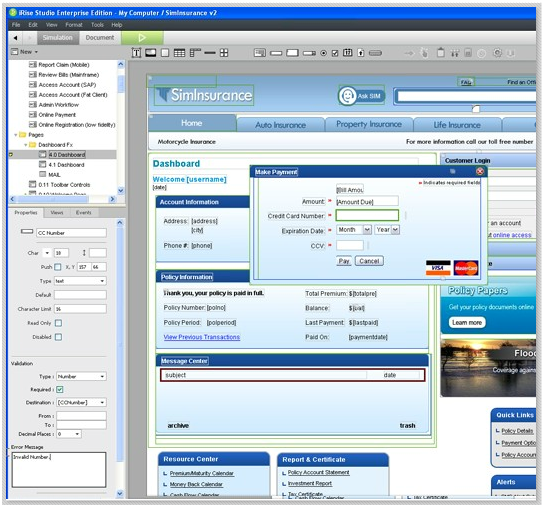 iRise Studio Enterprise Edition - My Computer / SimInsurance v2
File Edit View Format Tools Help
Simulation Document
New
Report Claim (Mobile)
Review Bills (Mainframe)
Access Account (SAP)
Access Account (Fat Client)
Admin Workflow
Online Payment
Online Registration (low fidelity)
Pages
Dashboard Fx
4.0 Dashboard
4.1 Dashboard
MAIL
0.11 Toolbar Controls
Properties Views Events
CC Number
Char 18 1
Push X, Y 157 66
Type text
Default
Character Limit 16
Read Only
Disabled
Validation
Type : Number
Required :
Destination : [CCNumber]
From :
To :
Decimal Places : 0
Error Message
Invalid Number.
SimInsurance
Ask SIM
FAQ Find an Offi
Home Auto Insurance Property Insurance Life Insurance
Motorcycle Insurance For more information call our toll free number
Dashboard
Welcome [username]
[date]
Account Information
Address: [address]
[city]
Phone #: [phone]
Policy Information
Thank you, your policy is paid in full.
Policy Number: [polno]
Policy Period: [polperiod]
View Previous Transactions
Total Premium: $[totalpre]
Balance: $[bal]
Last Payment: $[lastpaid]
Paid On: [paymentdate]
Message Center
subject date
archive trash
Resource Center
Premium/Maturity Calendar
Money Back Calendar
Cash Flow Calendar
Report & Certificate
Policy Account Statement
Investment Report
Tax Certificate
Make Payment
* Indicates required fields
[Bill Amou
Amount: * [Amount Due]
Credit Card Number: *
Expiration Date: * Month Year
CCV: *
Pay Cancel
VISA MasterCard
Customer Login
an account
out online access:
Policy Papers
Get your policy documents online
Learn more
Flood
Coverage agains
Quick Links
Policy Details
Payment Optio
Policy Account
Alerts